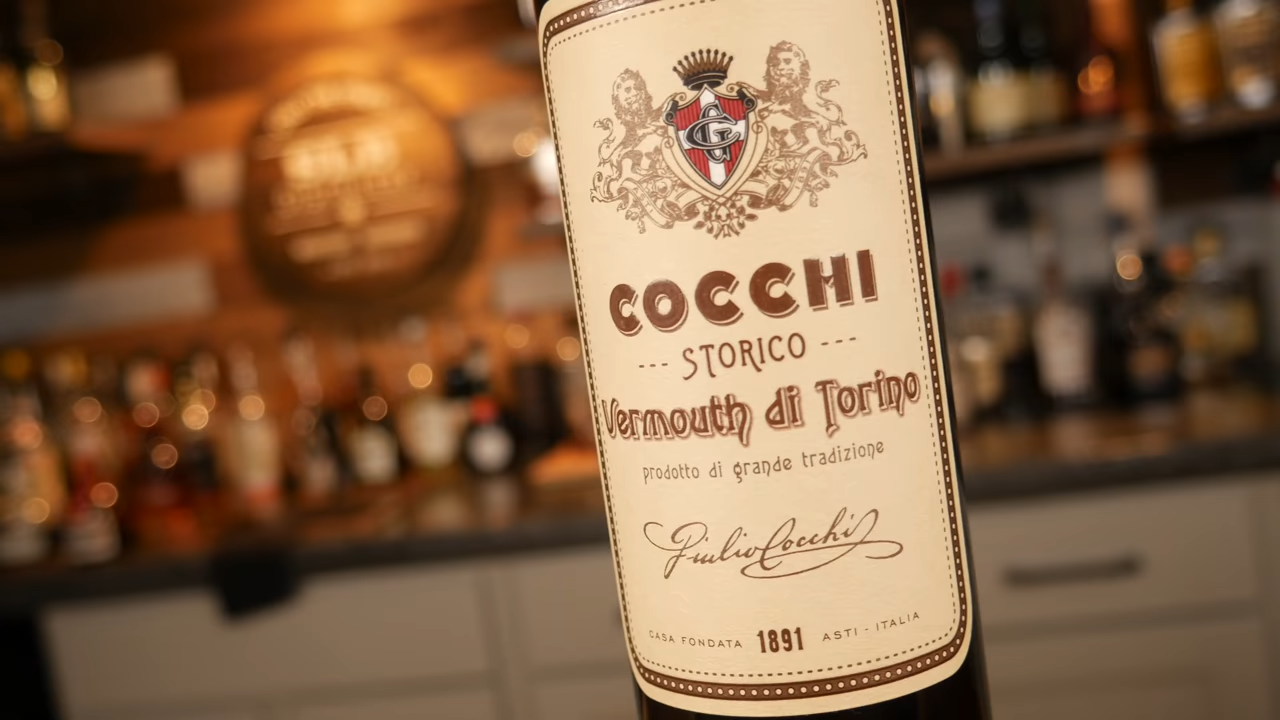 GC
COCCHI
--- STORICO ---
Vermouth di Torino
prodotto di grande tradizione
Giulio Cocchi
CASA FONDATA 1891 ASTI - ITALIA